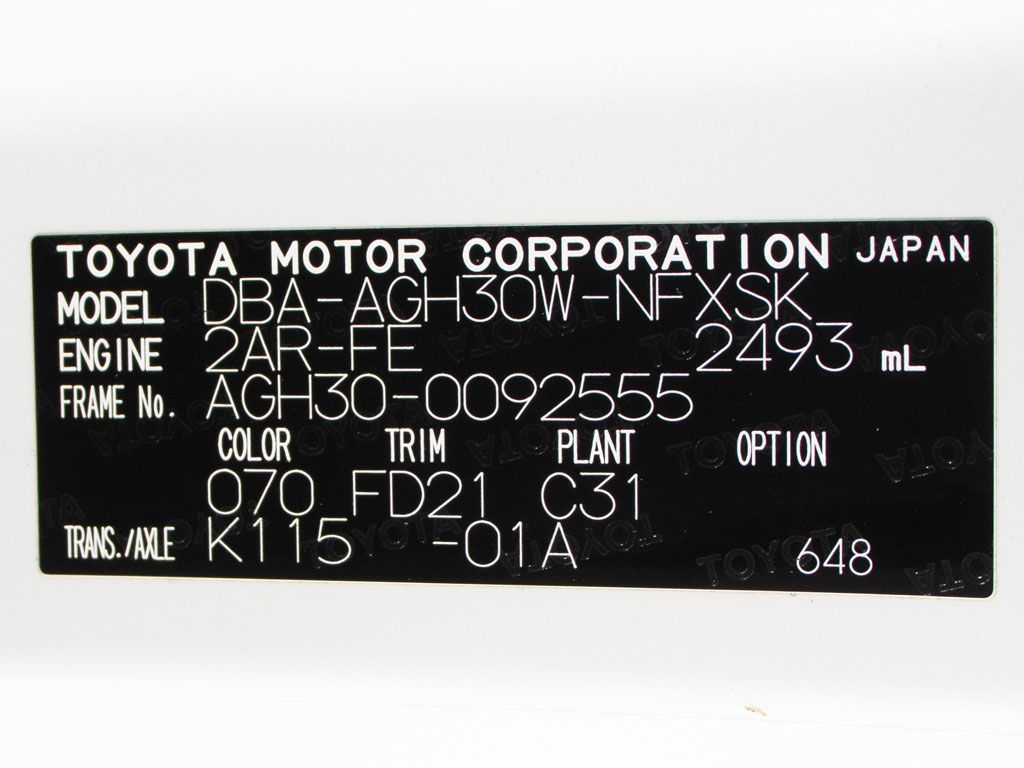 TOYOTA MOTOR CORPORATION JAPAN
MODEL DBA-AGH30W-NFXSK
ENGINE 2AR-FE 2493 mL
FRAME No. AGH30-0092555
COLOR TRIM PLANT OPTION
070 FD21 C31
TRANS./AXLE K115 -01A 648